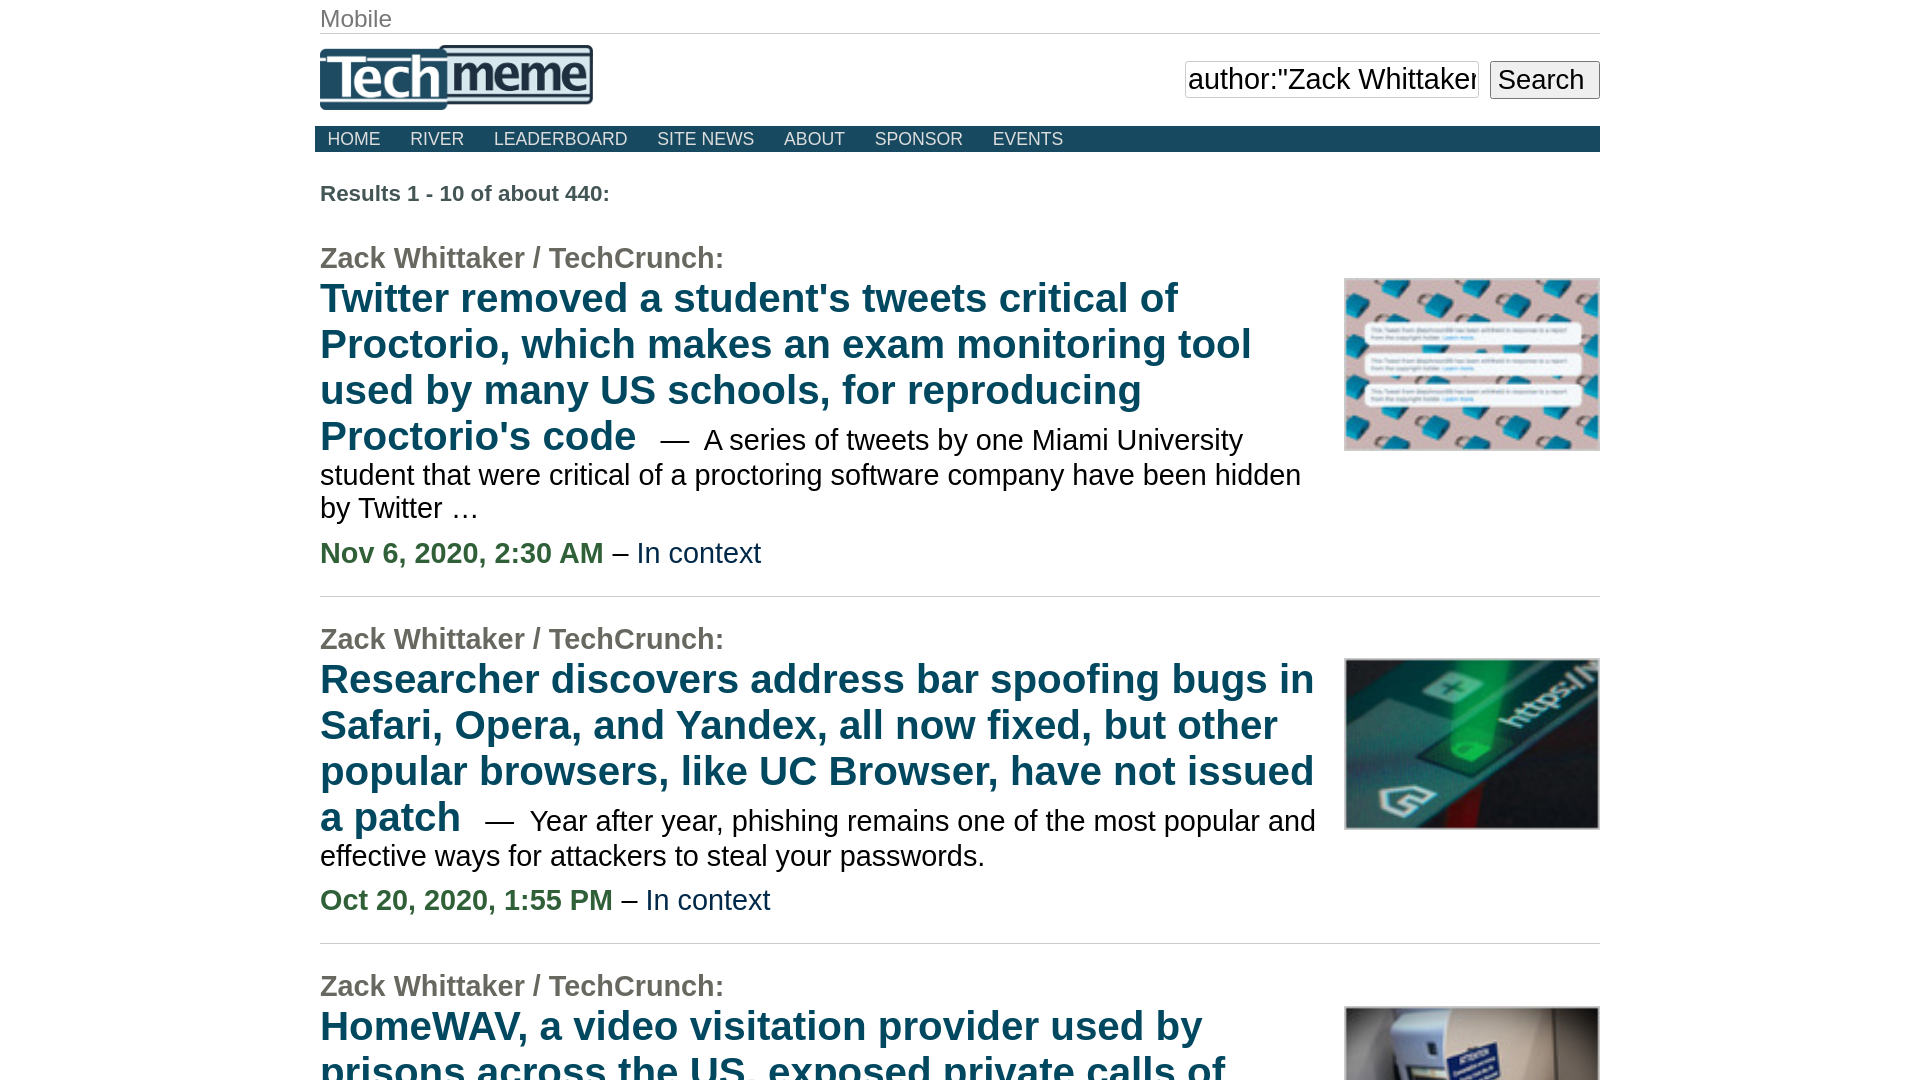 Mobile
Techmeme
author:"Zack Whittaker
Search
HOME RIVER LEADERBOARD SITE NEWS ABOUT SPONSOR EVENTS
Results 1 - 10 of about 440:
Zack Whittaker / TechCrunch:
Twitter removed a student's tweets critical of
Proctorio, which makes an exam monitoring tool
used by many US schools, for reproducing
Proctorio's code — A series of tweets by one Miami University
student that were critical of a proctoring software company have been hidden
by Twitter …
Nov 6, 2020, 2:30 AM – In context
Zack Whittaker / TechCrunch:
Researcher discovers address bar spoofing bugs in
Safari, Opera, and Yandex, all now fixed, but other
popular browsers, like UC Browser, have not issued
a patch — Year after year, phishing remains one of the most popular and
effective ways for attackers to steal your passwords.
https://
Oct 20, 2020, 1:55 PM – In context
Zack Whittaker / TechCrunch:
HomeWAV, a video visitation provider used by
prisons across the US, exposed private calls of
ATTENTION